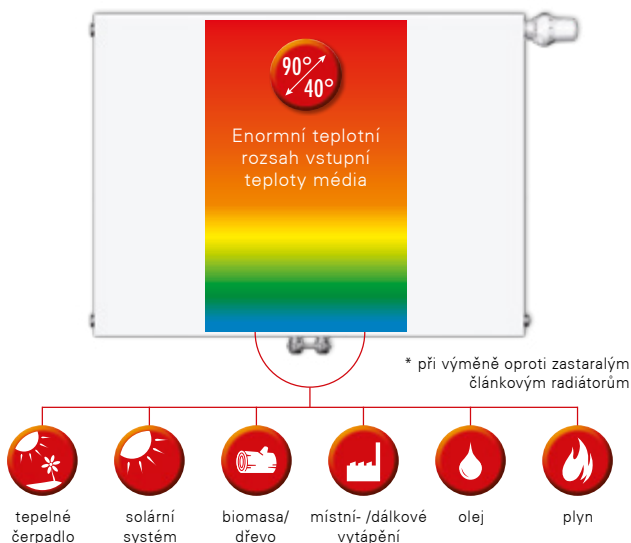 90°
40°
Enormní teplotní
rozsah vstupní
teploty média
* při výměně oproti zastaralým
článkovým radiátorům
tepelné
čerpadlo
solární
systém
biomasa/
dřevo
místní- /dálkové
vytápění
olej
plyn